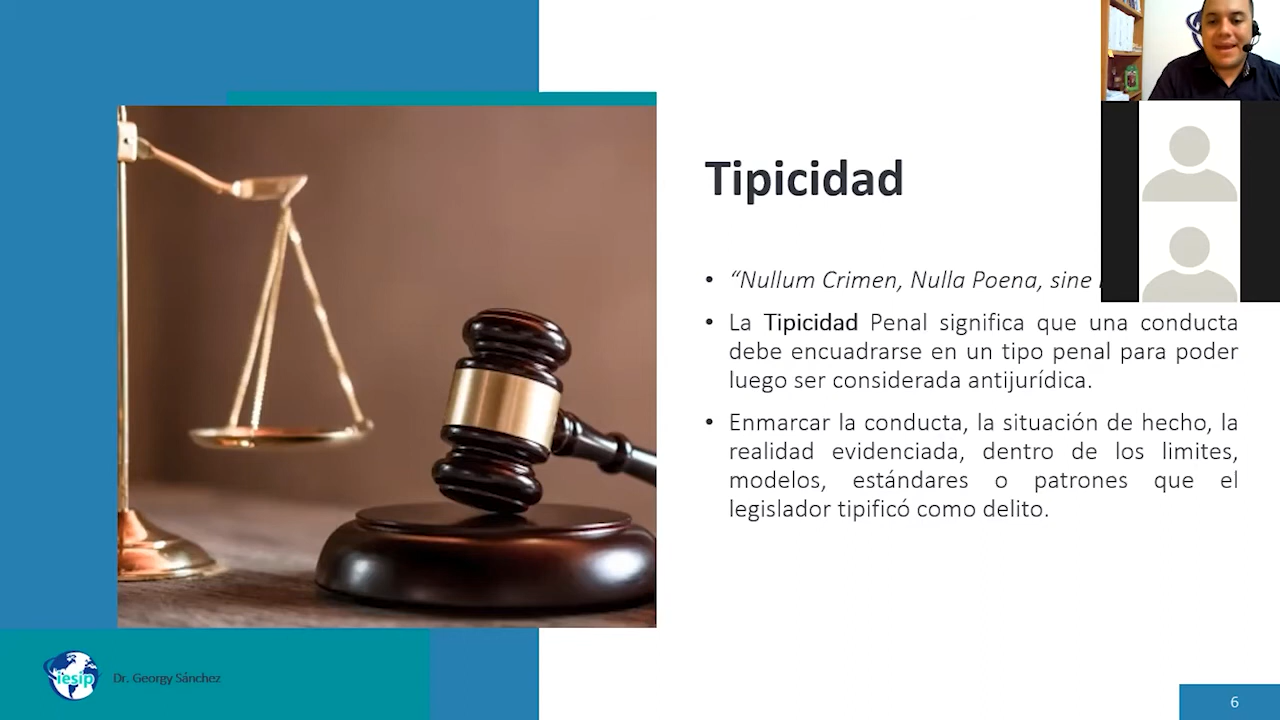 Tipicidad
• “Nullum Crimen, Nulla Poena, sine
• La Tipicidad Penal significa que una conducta
debe encuadrarse en un tipo penal para poder
luego ser considerada antijurídica.
• Enmarcar la conducta, la situación de hecho, la
realidad evidenciada, dentro de los limites,
modelos, estándares o patrones que el
legislador tipificó como delito.
iesip
Dr. Georgy Sánchez
6